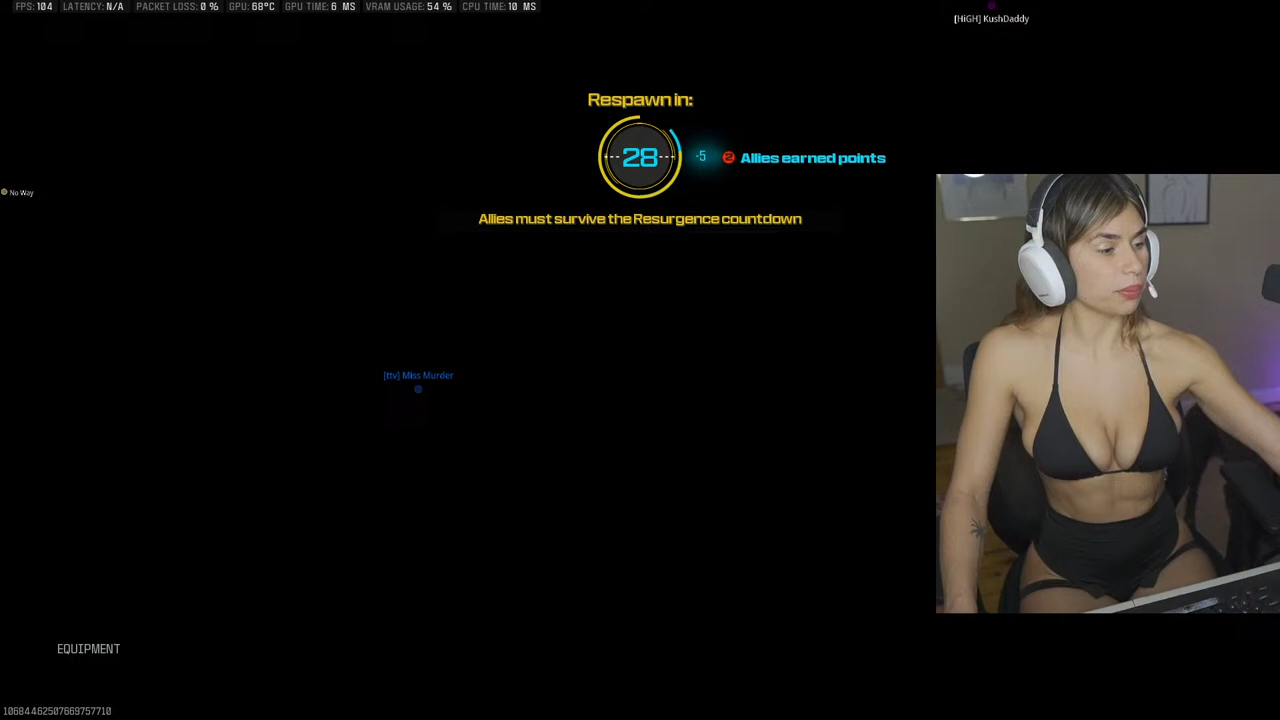 FPS: 104 LATENCY: N/A PACKET LOSS: 0 % GPU: 68°C GPU TIME: 6 MS VRAM USAGE: 54 % CPU TIME: 10 MS
[HiGH] KushDaddy
Respawn in:
28 -5 2 Allies earned points
No Way
Allies must survive the Resurgence countdown
[ttv] Miss Murder
EQUIPMENT
10684462507669757710